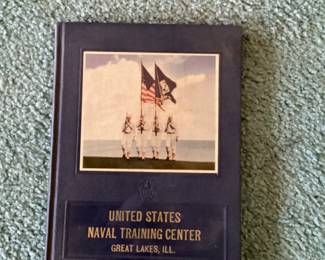 UNITED STATES
NAVAL TRAINING CENTER
GREAT LAKES, ILL.